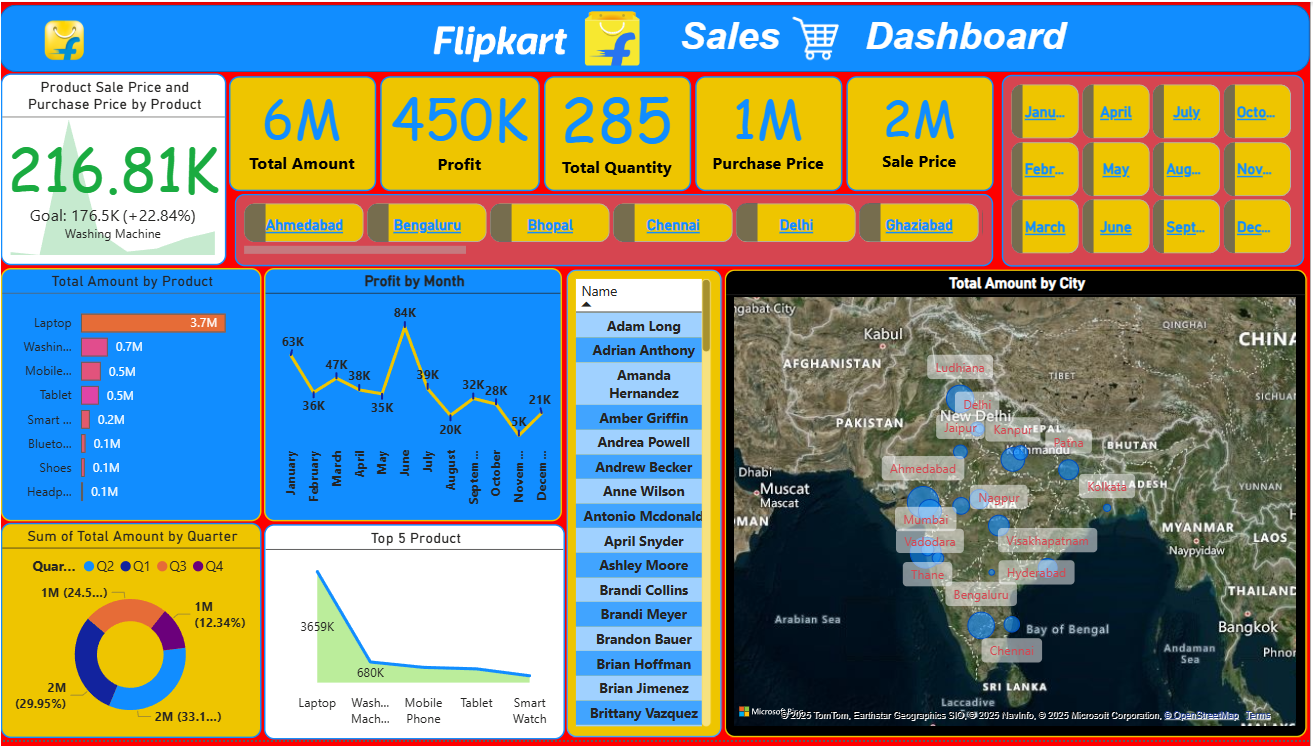 Flipkart Sales Dashboard
Product Sale Price and
Purchase Price by Product
216.81K
Goal: 176.5K (+22.84%)
Washing Machine
6M
Total Amount
450K
Profit
285
Total Quantity
1M
Purchase Price
2M
Sale Price
Ahmedabad
Bengaluru
Bhopal
Chennai
Delhi
Ghaziabad
Janu...
April
July
Octo...
Febr...
May
Aug...
Nov...
March
June
Sept...
Dec...
Total Amount by Product
Laptop 3.7M
Washin... 0.7M
Mobile... 0.5M
Tablet 0.5M
Smart ... 0.2M
Blueto... 0.1M
Shoes 0.1M
Headp... 0.1M
Profit by Month
63K
36K
47K
38K
35K
84K
39K
20K
32K
28K
5K
21K
January
February
March
April
May
June
July
August
Septem ...
October
Novem ...
Decem ...
Name
Adam Long
Adrian Anthony
Amanda
Hernandez
Amber Griffin
Andrea Powell
Andrew Becker
Anne Wilson
Antonio Mcdonald
April Snyder
Ashley Moore
Brandi Collins
Brandi Meyer
Brandon Bauer
Brian Hoffman
Brian Jimenez
Brittany Vazquez
Total Amount by City
ngabat City
Kabul
QINGHAI
CHINA
AFGHANISTAN
Ludhiana
TIBET
SICHUAN
Delhi
New Delhi
PAKISTAN
Jaipur
Kanpur
NEPAL
Patna
BHUTAN
Kathmandu
Dhabi
Ahmedabad
Kolkata
BANGLADESH
YUNNAN
Muscat
Mascat
Nagpur
OMAN
Mumbai
MYANMAR
LAOS
Vadodara
Visakhapatnam
Naypyidaw
Thane
Hyderabad
Bengaluru
THAILAND
Arabian Sea
Bay of Bengal
Bangkok
Chennai
Andaman
Sea
Phnom
SRI LANKA
Laccadive
© 2025 TomTom, Earthstar Geographics SIO, © 2025 NavInfo, © 2025 Microsoft Corporation, © OpenStreetMap Terms
Sum of Total Amount by Quarter
Quar... Q2 Q1 Q3 Q4
1M (24.5...)
1M
(12.34%)
2M
(29.95%)
2M (33.1...)
Top 5 Product
3659K
680K
Laptop
Wash...
Mach...
Mobile
Phone
Tablet
Smart
Watch